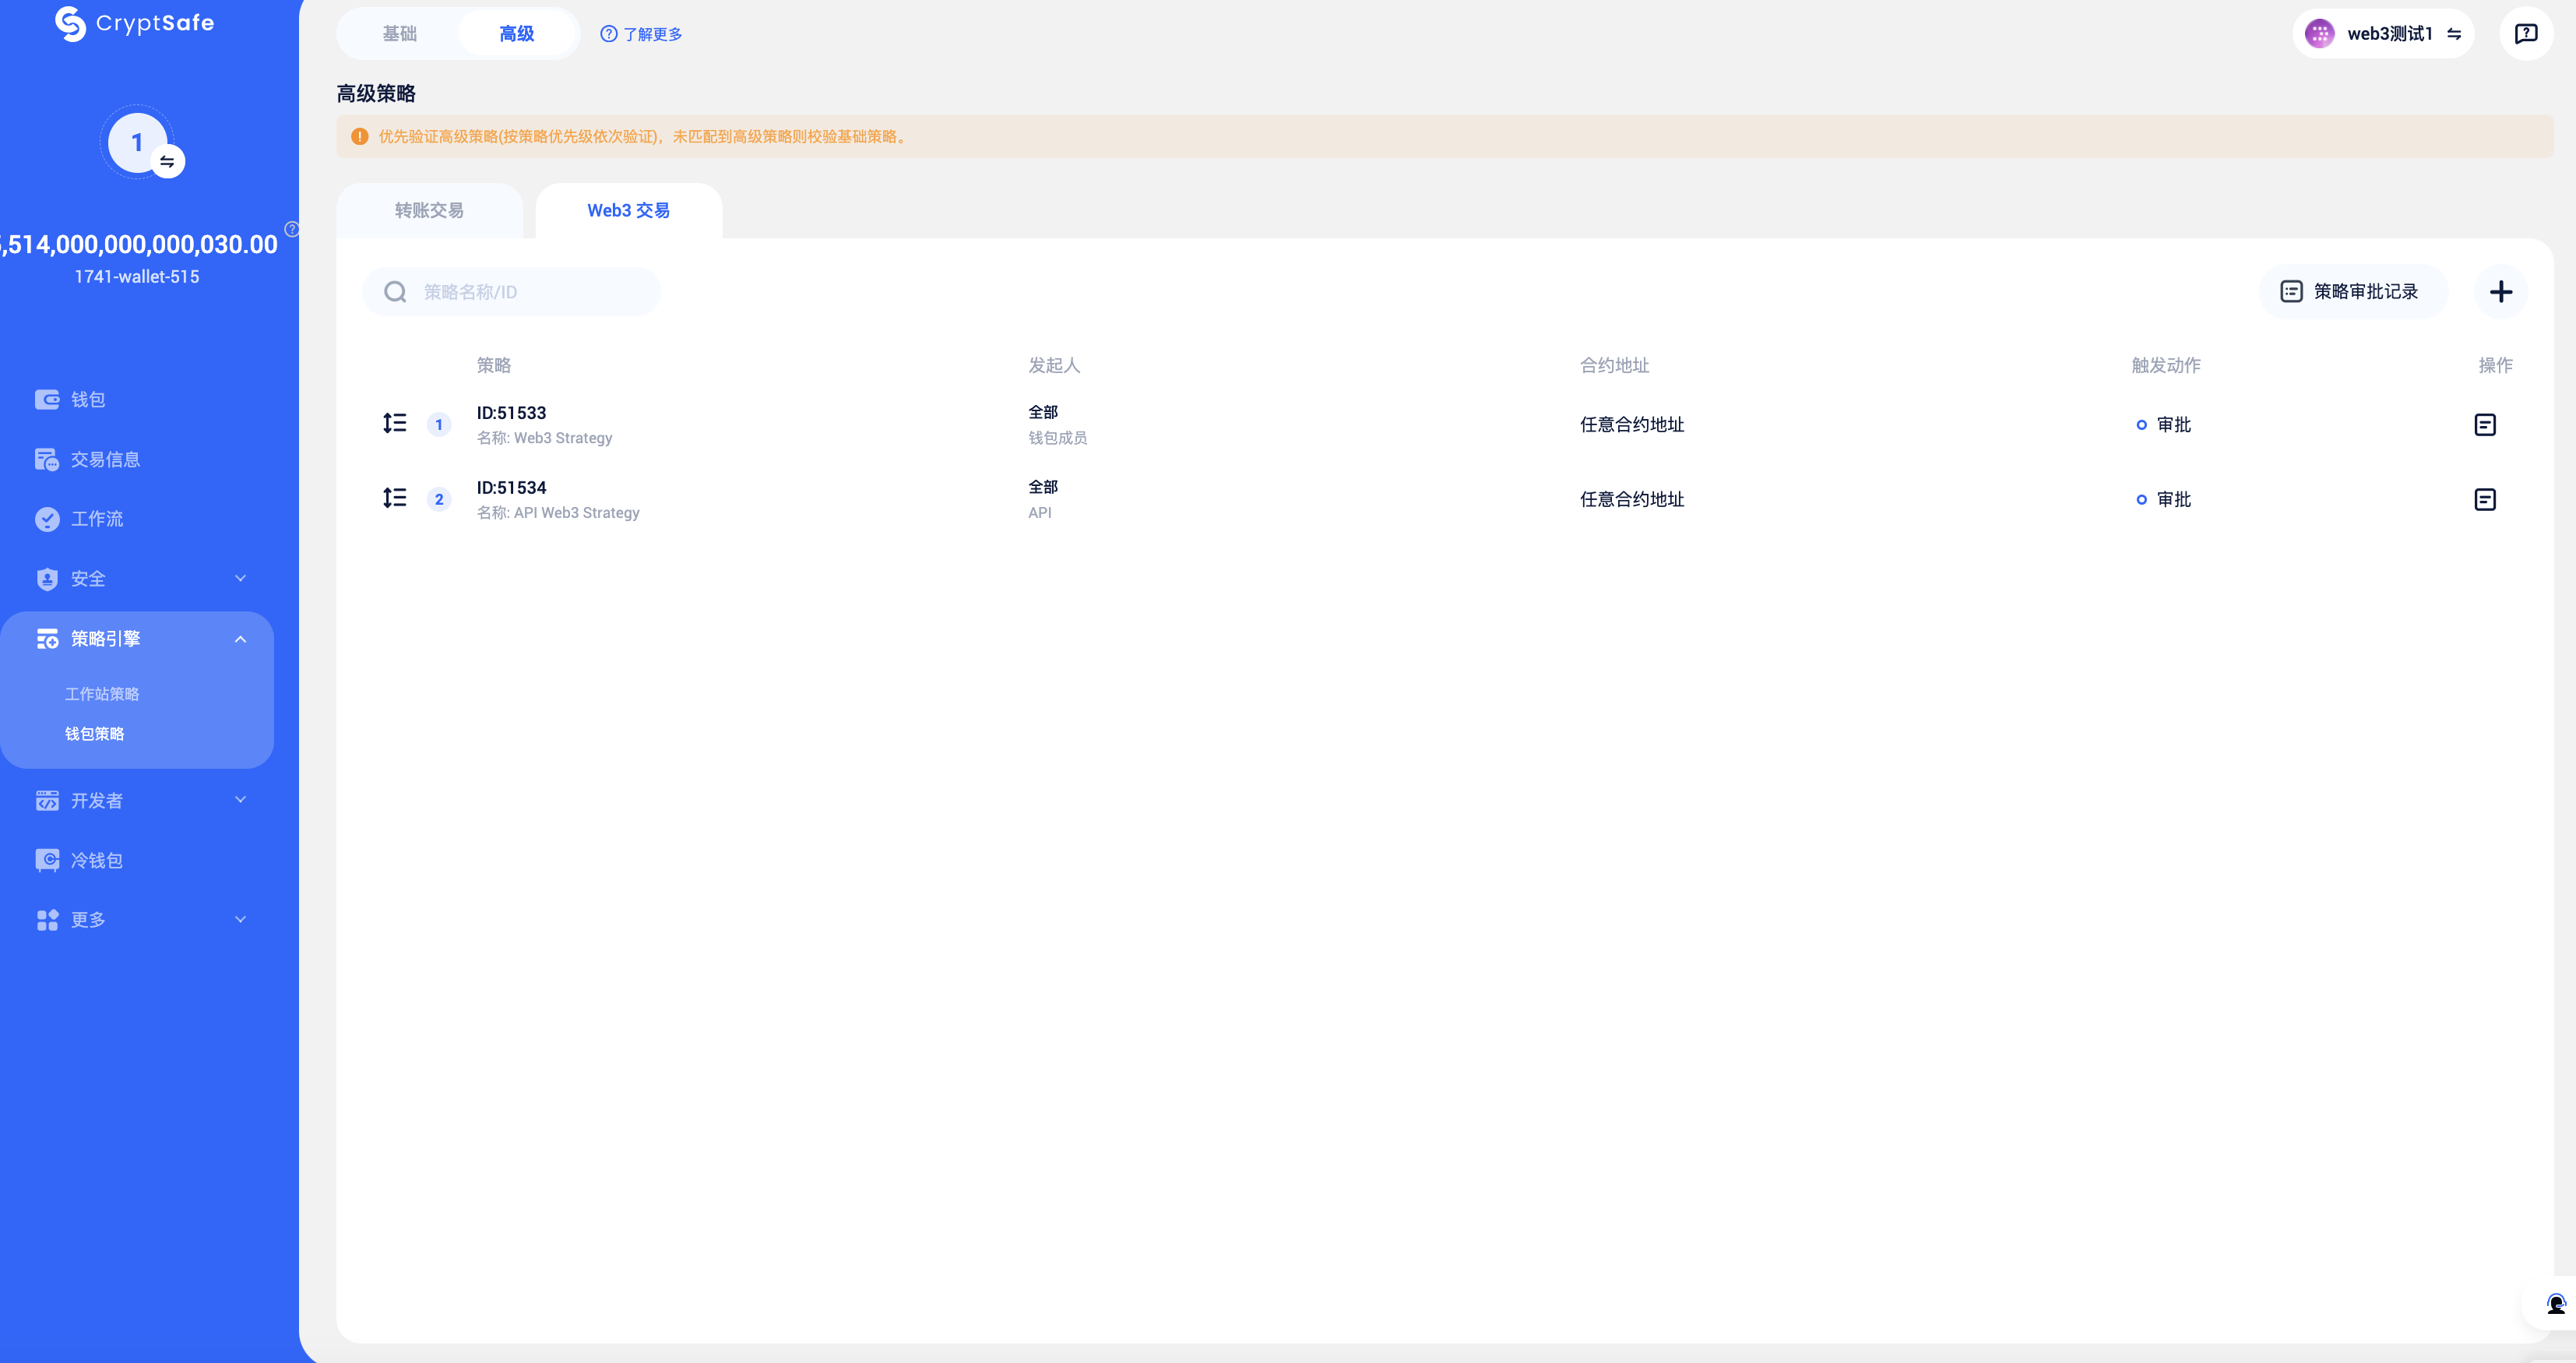 CryptSafe
1
,514,000,000,000,030.00
1741-wallet-515
钱包
交易信息
工作流
安全
策略引擎
工作站策略
钱包策略
开发者
冷钱包
更多
基础
高级
了解更多
web3测试1
高级策略
优先验证高级策略(按策略优先级依次验证)，未匹配到高级策略则校验基础策略。
转账交易
Web3 交易
策略名称/ID
策略审批记录
策略 发起人 合约地址 触发动作 操作
1 ID:51533 全部 任意合约地址 审批
名称: Web3 Strategy 钱包成员
2 ID:51534 全部 任意合约地址 审批
名称: API Web3 Strategy API